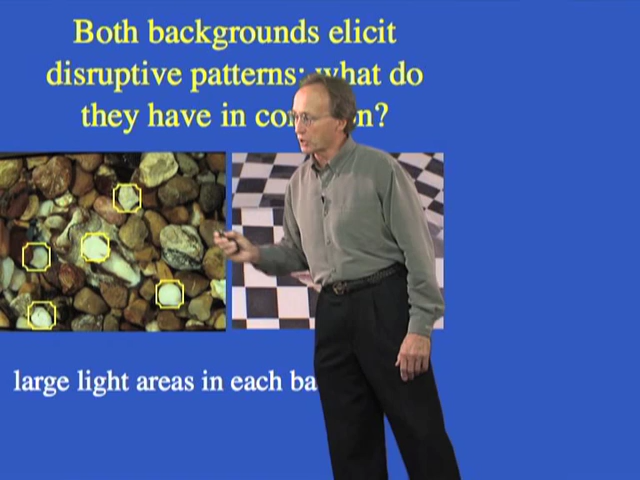 Both backgrounds elicit
disruptive patterns: what do
they have in n?
large light areas in each